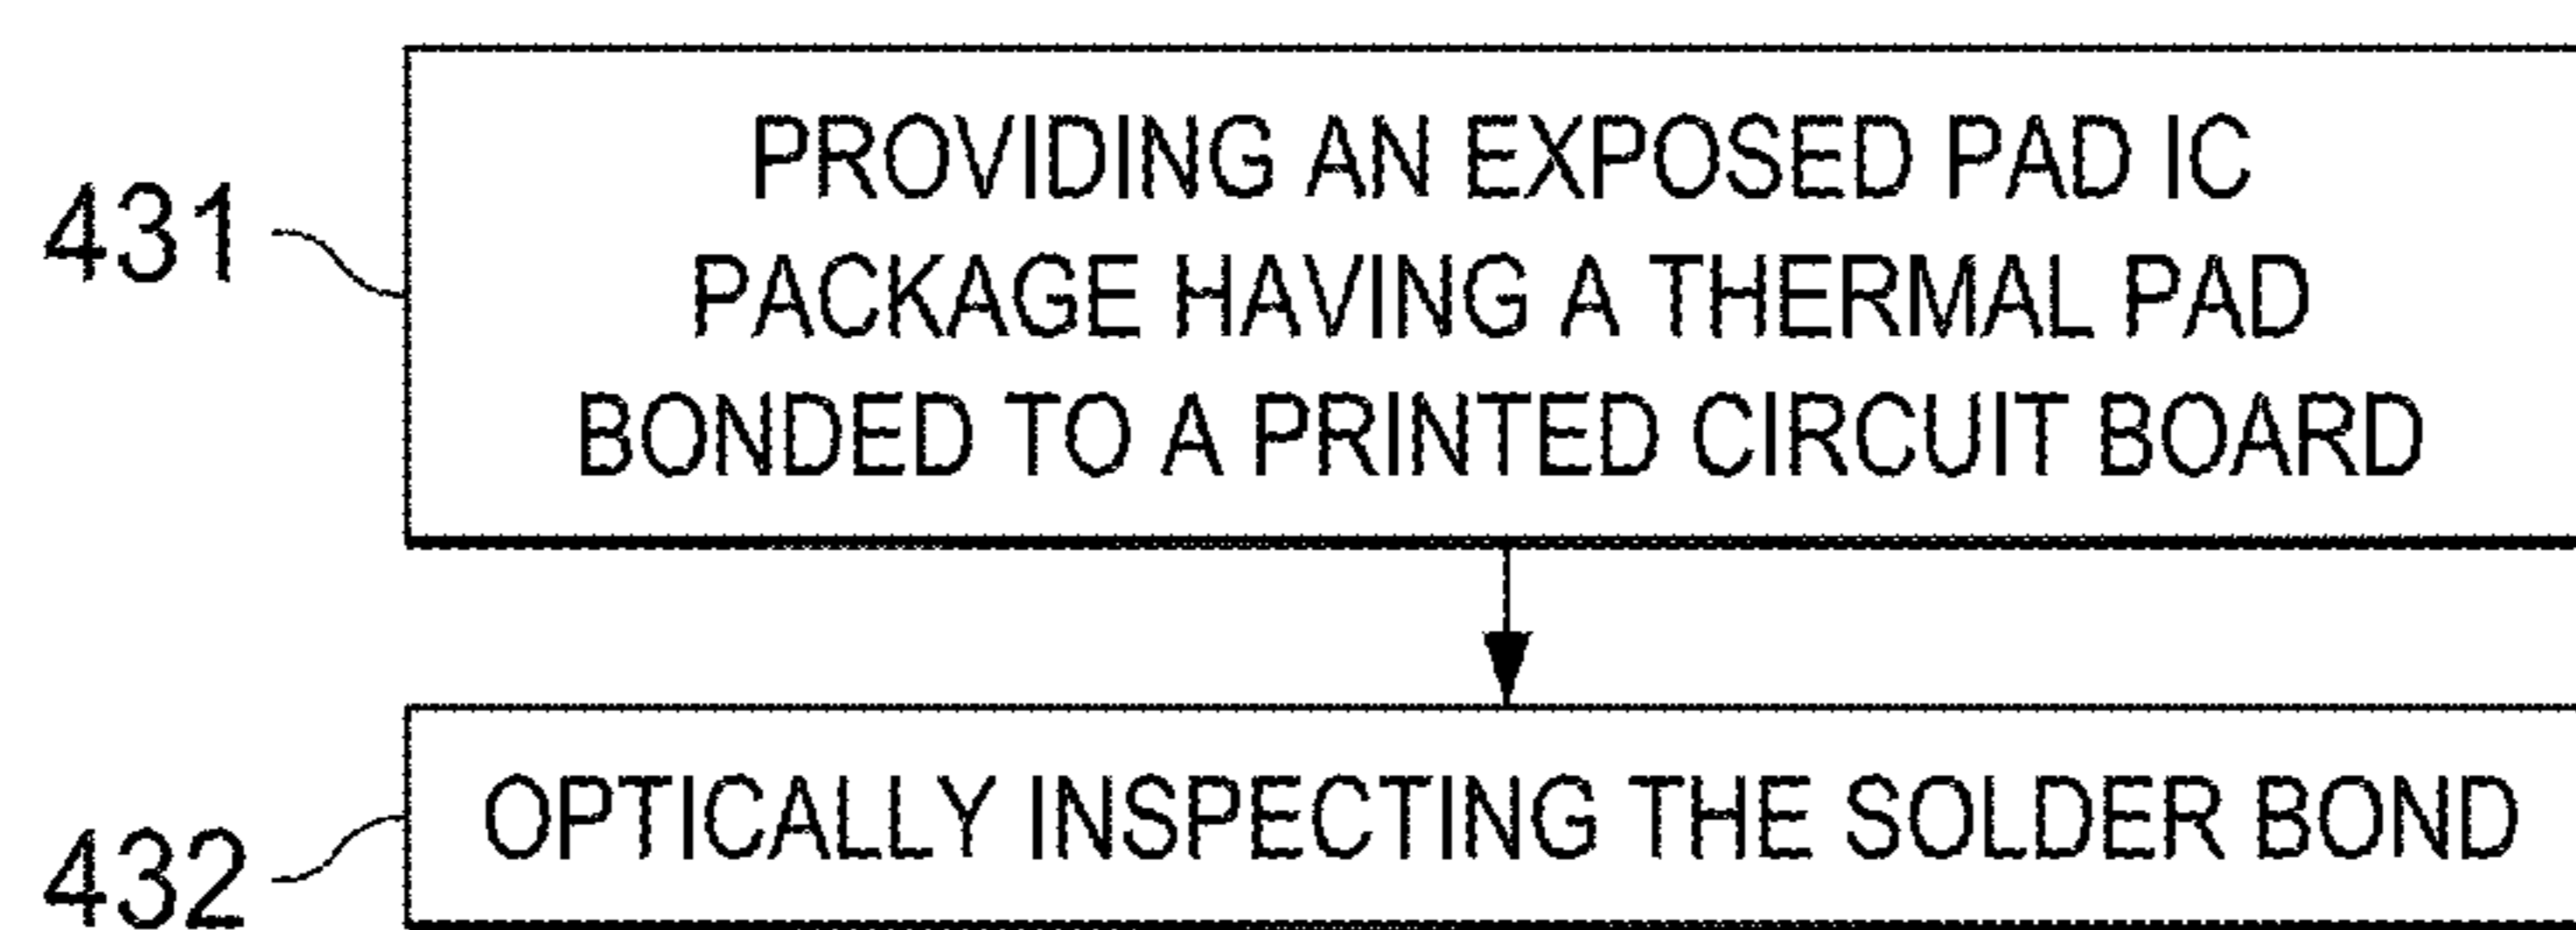 431
PROVIDING AN EXPOSED PAD IC
PACKAGE HAVING A THERMAL PAD
BONDED TO A PRINTED CIRCUIT BOARD
432
OPTICALLY INSPECTING THE SOLDER BOND